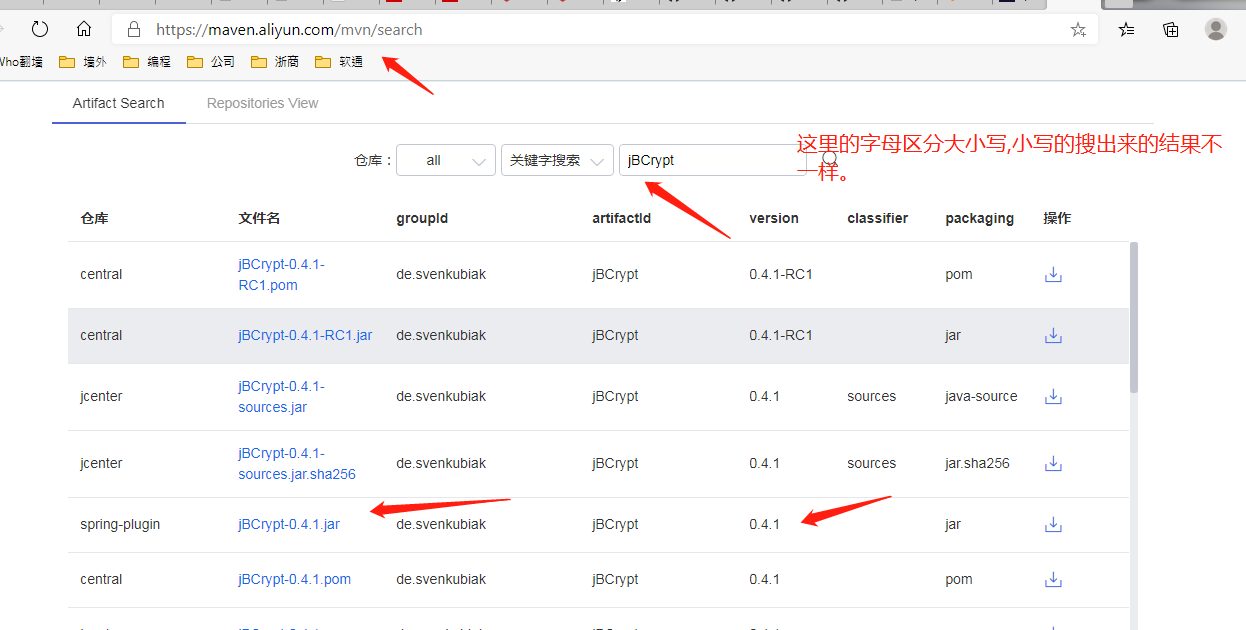 https://maven.aliyun.com/mvn/search
Who翻墙 墙外 编程 公司 浙商 软通
Artifact Search Repositories View
这里的字母区分大小写,小写的搜出来的结果不
一样。
仓库： all 关键字搜索 jBCrypt
仓库 文件名 groupId artifactId version classifier packaging 操作
central jBCrypt-0.4.1-
RC1.pom de.svenkubiak jBCrypt 0.4.1-RC1 pom
central jBCrypt-0.4.1-RC1.jar de.svenkubiak jBCrypt 0.4.1-RC1 jar
jcenter jBCrypt-0.4.1-
sources.jar de.svenkubiak jBCrypt 0.4.1 sources java-source
jcenter jBCrypt-0.4.1-
sources.jar.sha256 de.svenkubiak jBCrypt 0.4.1 sources jar.sha256
spring-plugin jBCrypt-0.4.1.jar de.svenkubiak jBCrypt 0.4.1 jar
central jBCrypt-0.4.1.pom de.svenkubiak jBCrypt 0.4.1 pom